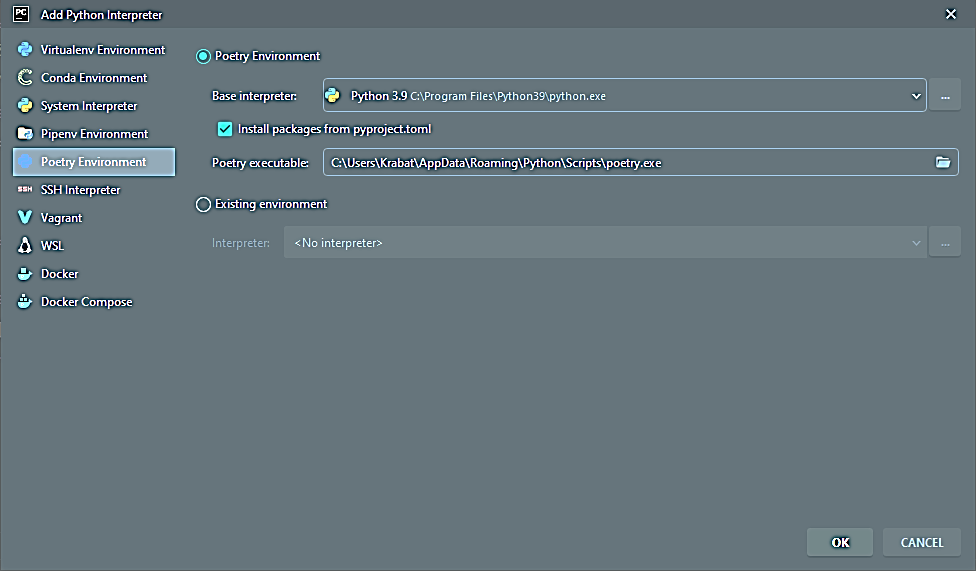 PC Add Python Interpreter
Virtualenv Environment
Conda Environment
System Interpreter
Pipenv Environment
Poetry Environment
SSH SSH Interpreter
Vagrant
WSL
Docker
Docker Compose
Poetry Environment
Base interpreter: Python 3.9 C:\Program Files\Python39\python.exe ...
Install packages from pyproject.toml
Poetry executable: C:\Users\Krabat\AppData\Roaming\Python\Scripts\poetry.exe
Existing environment
Interpreter: <No interpreter> ...
OK CANCEL